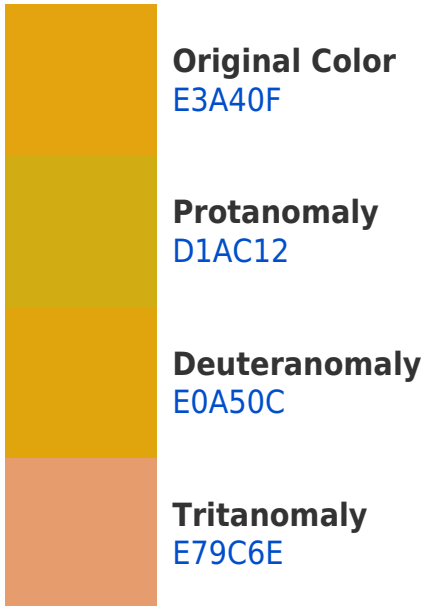 Original Color
E3A40F
Protanomaly
D1AC12
Deuteranomaly
E0A50C
Tritanomaly
E79C6E